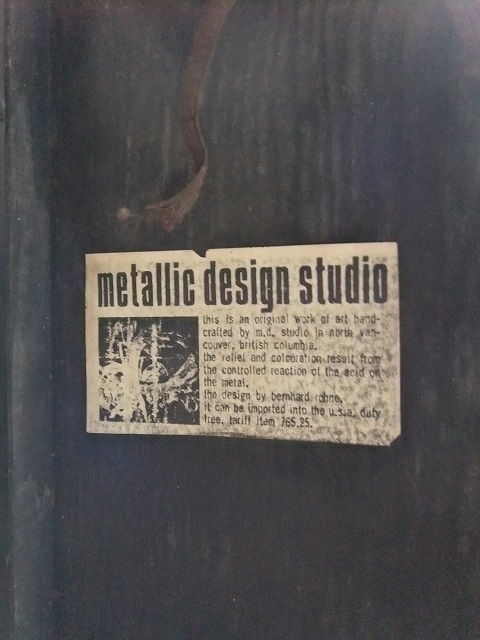 metallic design studio
this is an original work of art hand-
crafted by m.d. studio in north van-
couver, british columbia.
the relief and colouration result from
the controlled reaction of the acid on
the metal.
the design by bernhard rohne.
it can be imported into the u.s.a. duty
free. tariff item 765.25.